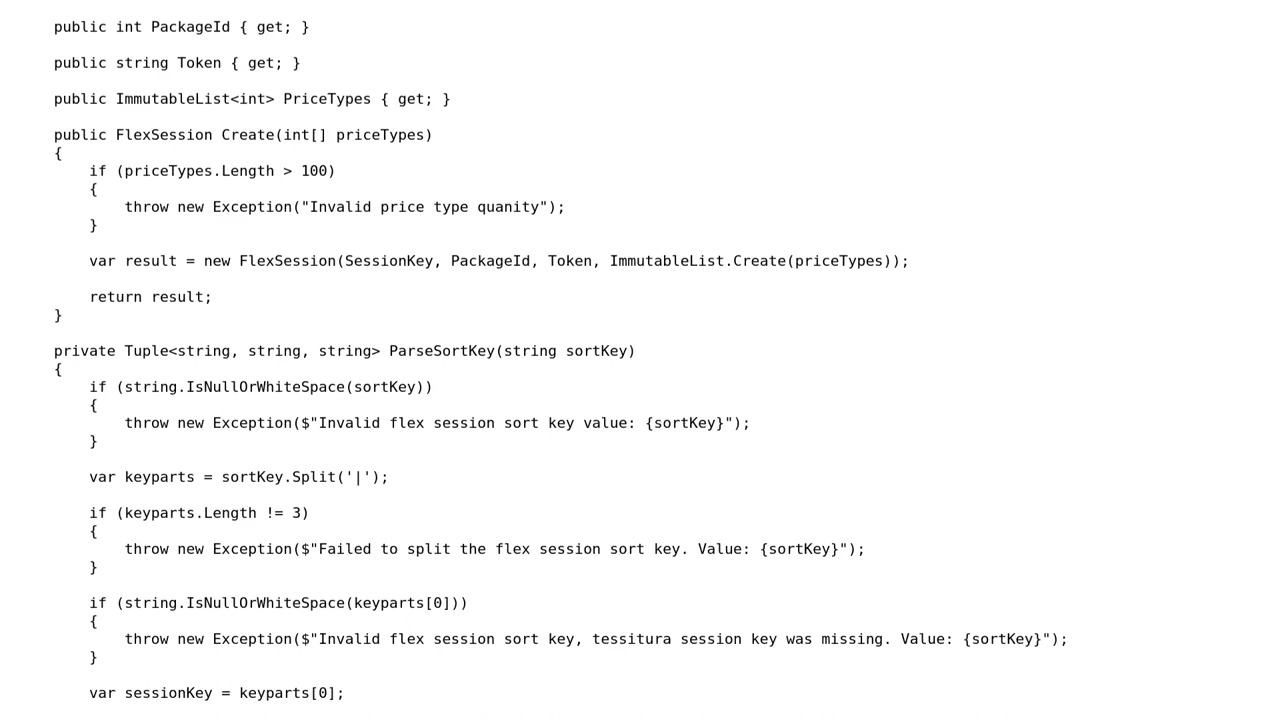 public int PackageId { get; }
public string Token { get; }
public ImmutableList<int> PriceTypes { get; }
public FlexSession Create(int[] priceTypes)
{
if (priceTypes.Length > 100)
{
throw new Exception("Invalid price type quanity");
}
var result = new FlexSession(SessionKey, PackageId, Token, ImmutableList.Create(priceTypes));
return result;
}
private Tuple<string, string, string> ParseSortKey(string sortKey)
{
if (string.IsNullOrWhiteSpace(sortKey))
{
throw new Exception($"Invalid flex session sort key value: {sortKey}");
}
var keyparts = sortKey.Split('|');
if (keyparts.Length != 3)
{
throw new Exception($"Failed to split the flex session sort key. Value: {sortKey}");
}
if (string.IsNullOrWhiteSpace(keyparts[0]))
{
throw new Exception($"Invalid flex session sort key, tessitura session key was missing. Value: {sortKey}");
}
var sessionKey = keyparts[0];